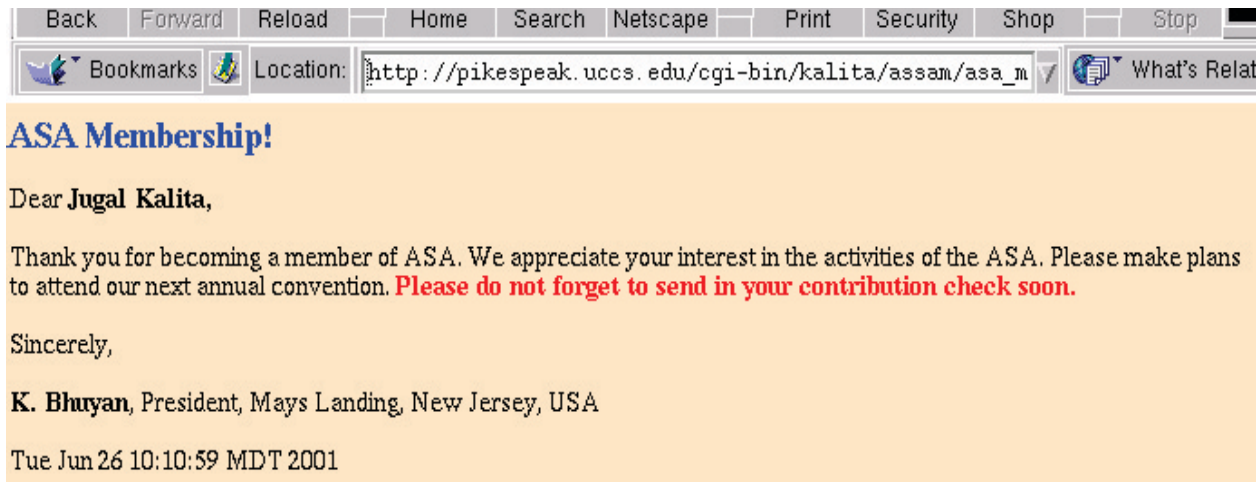 Back Forward Reload Home Search Netscape Print Security Shop Stop
Bookmarks Location: http://pikespeak.uccs.edu/cgi-bin/kalita/assam/asa_m What's Relat
ASA Membership!
Dear Jugal Kalita,
Thank you for becoming a member of ASA. We appreciate your interest in the activities of the ASA. Please make plans
to attend our next annual convention. Please do not forget to send in your contribution check soon.
Sincerely,
K. Bhuyan, President, Mays Landing, New Jersey, USA
Tue Jun 26 10:10:59 MDT 2001